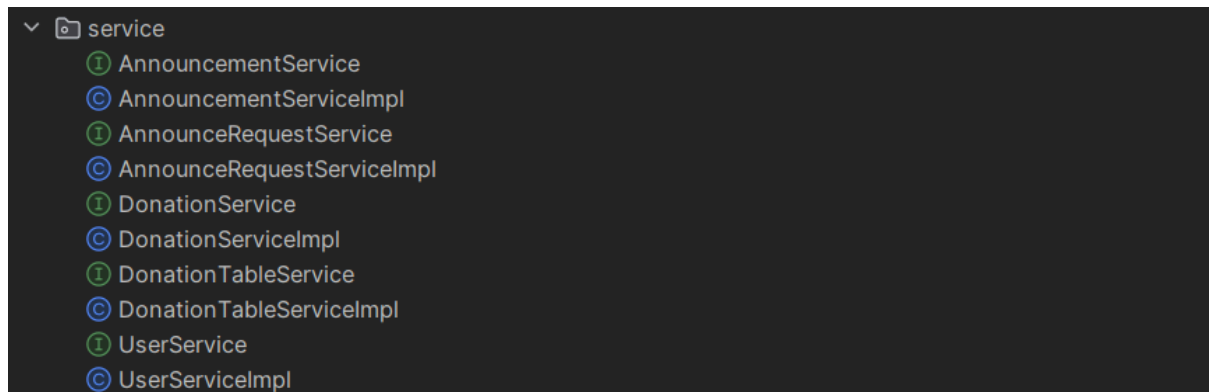 service
I AnnouncementService
C AnnouncementServiceImpl
I AnnounceRequestService
C AnnounceRequestServiceImpl
I DonationService
C DonationServiceImpl
I DonationTableService
C DonationTableServiceImpl
I UserService
C UserServiceImpl